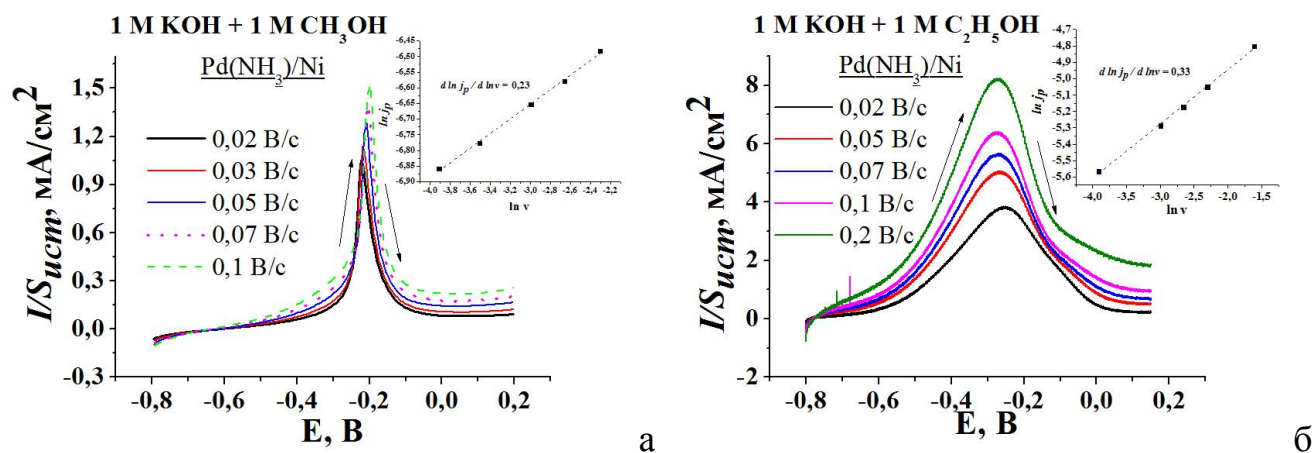 1 M KOH + 1 M CH₃OH
Pd(NH₃)/Ni
0,02 В/с
0,03 В/с
0,05 В/с
0,07 В/с
0,1 В/с
I/Sист, мА/см²
1,5
1,2
0,9
0,6
0,3
0,0
-0,3
-0,8 -0,6 -0,4 -0,2 0,0 0,2
E, В
ln jp
d ln jp / d lnv = 0,23
-6,45
-6,50
-6,55
-6,60
-6,65
-6,70
-6,75
-6,80
-6,85
-6,90
-4,1 -3,8 -3,5 -3,2 -2,9 -2,6 -2,3 -2,1
ln v
а
1 M KOH + 1 M C₂H₅OH
Pd(NH₃)/Ni
0,02 В/с
0,05 В/с
0,07 В/с
0,1 В/с
0,2 В/с
I/Sист, мА/см²
8
6
4
2
0
-2
-0,8 -0,6 -0,4 -0,2 0,0 0,2
E, В
ln jp
d ln jp / d lnv = 0,33
-4,7
-4,8
-4,9
-5,0
-5,1
-5,2
-5,3
-5,4
-5,5
-5,6
-4,0 -3,5 -3,0 -2,5 -2,0 -1,5
ln v
б